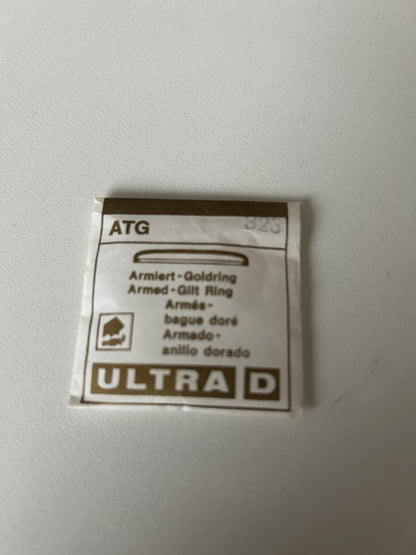 ATG 323
Armiert-Goldring
Armed-Gilt Ring
Armés-
bague doré
Armado-
anillo dorado
ULTRA D